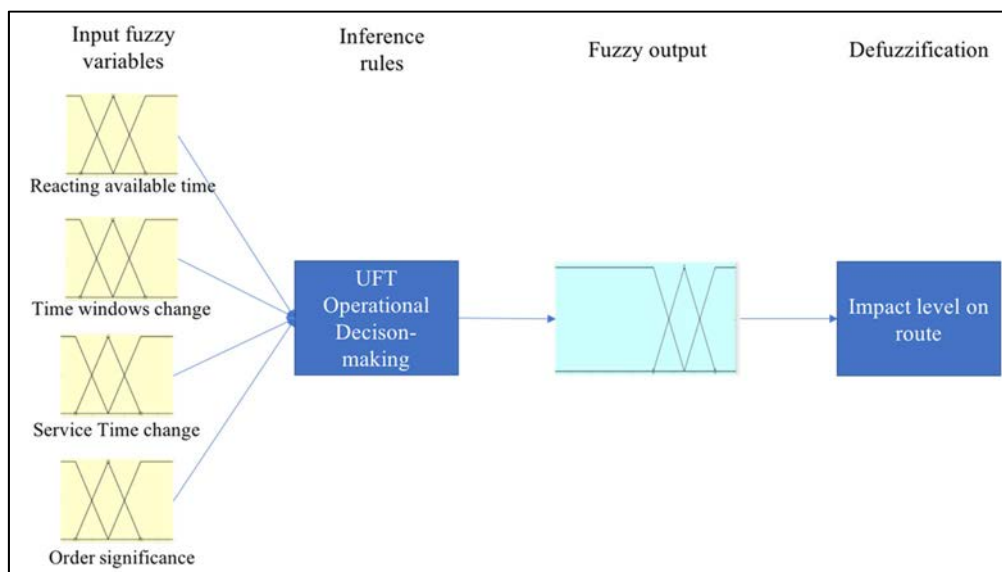 Input fuzzy
variables
Inference
rules
Fuzzy output
Defuzzification
Reacting available time
Time windows change
Service Time change
Order significance
UFT
Operational
Decison-
making
Impact level on
route